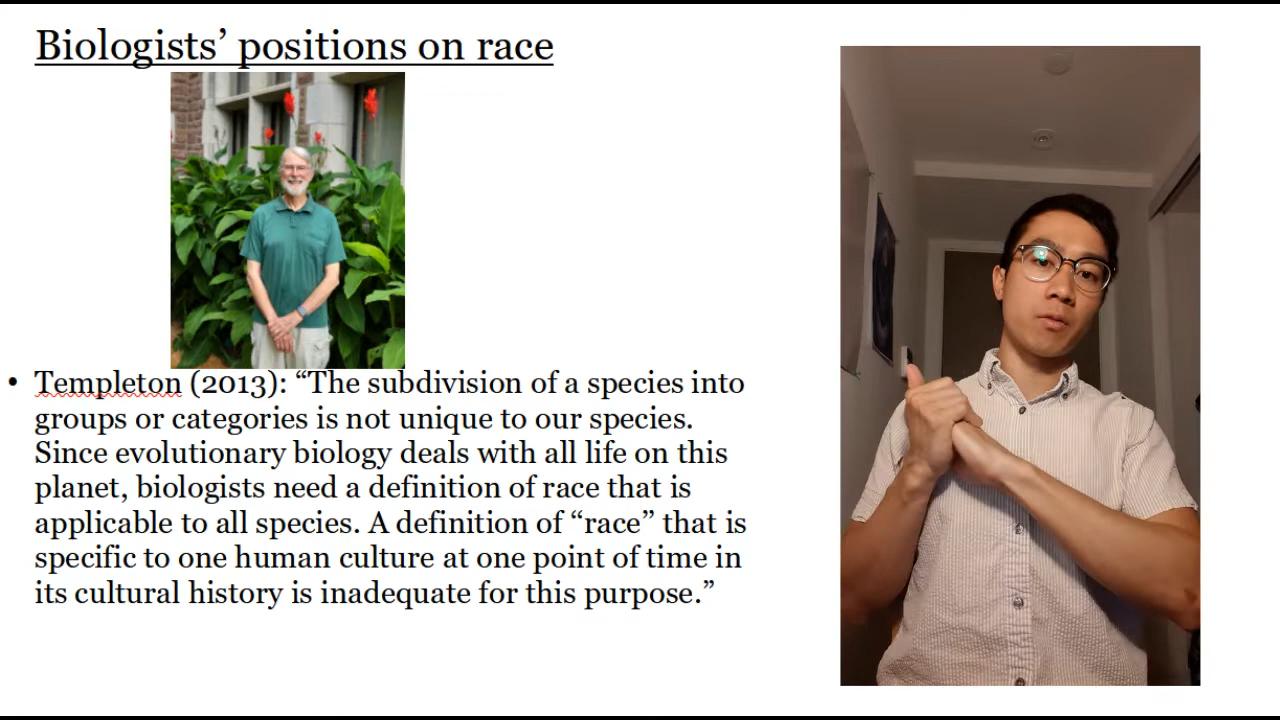 Biologists’ positions on race
• Templeton (2013): “The subdivision of a species into
groups or categories is not unique to our species.
Since evolutionary biology deals with all life on this
planet, biologists need a definition of race that is
applicable to all species. A definition of “race” that is
specific to one human culture at one point of time in
its cultural history is inadequate for this purpose.”